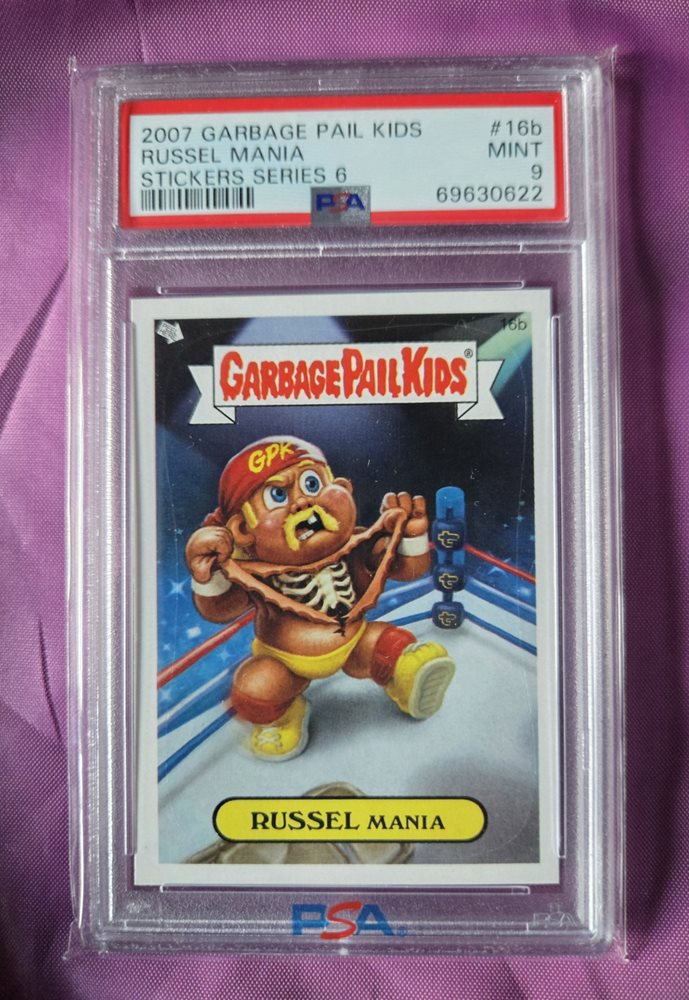 2007 GARBAGE PAIL KIDS #16b
RUSSEL MANIA MINT
STICKERS SERIES 6 9
PSA 69630622
16b
GARBAGE PAIL KIDS®
GPK
RUSSEL MANIA
PSA®
PSA